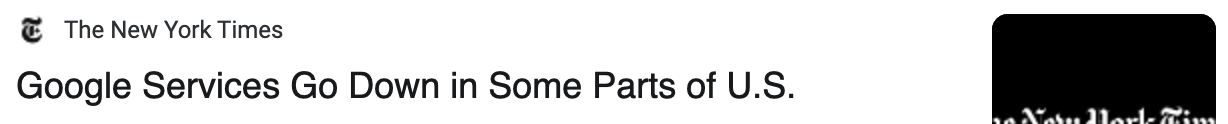 The New York Times
Google Services Go Down in Some Parts of U.S.